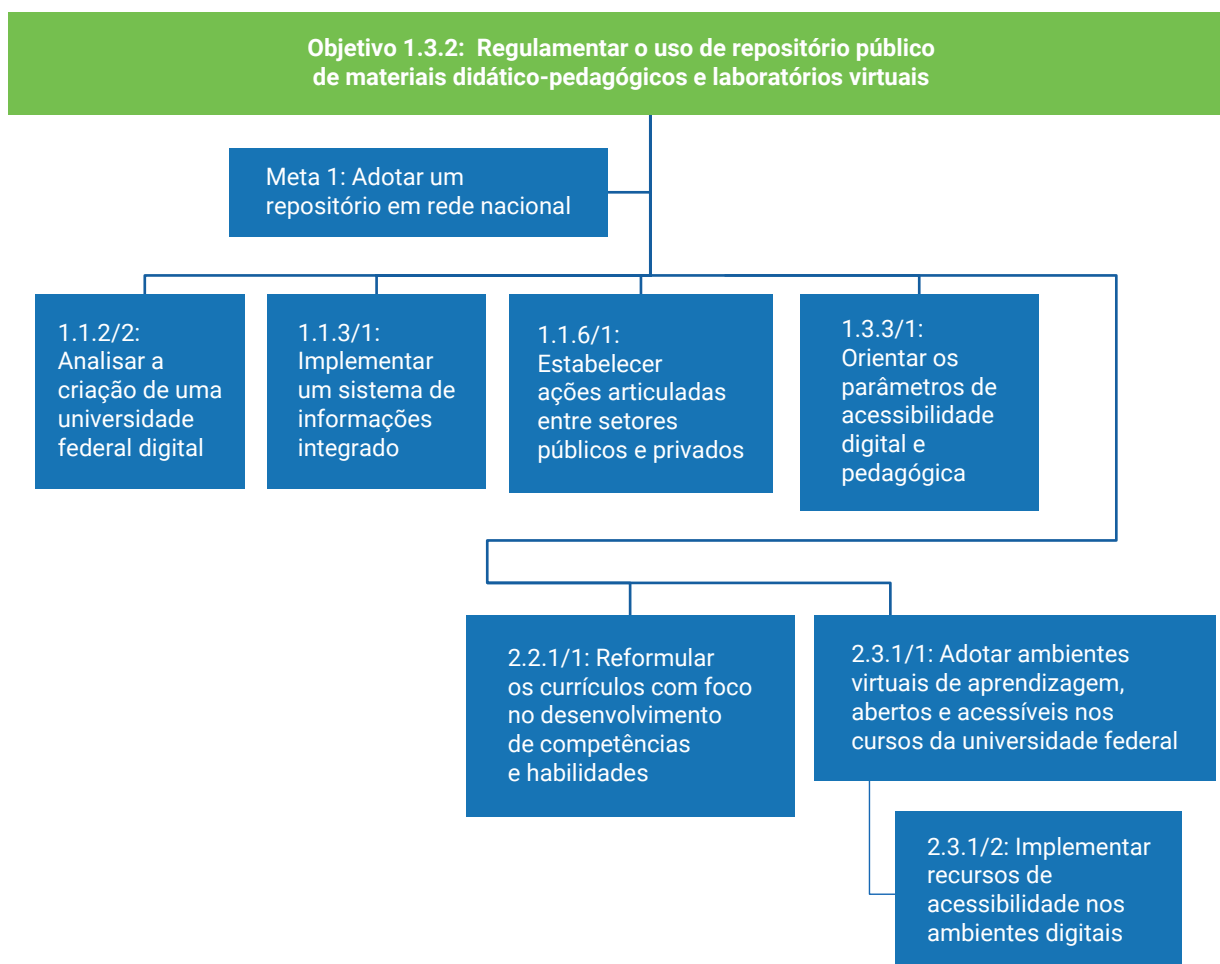 Objetivo 1.3.2: Regulamentar o uso de repositório público
de materiais didático-pedagógicos e laboratórios virtuais
Meta 1: Adotar um
repositório em rede nacional
1.1.2/2:
Analisar a
criação de uma
universidade
federal digital
1.1.3/1:
Implementar
um sistema de
informações
integrado
1.1.6/1:
Estabelecer
ações articuladas
entre setores
públicos e privados
1.3.3/1:
Orientar os
parâmetros de
acessibilidade
digital e
pedagógica
2.2.1/1: Reformular
os currículos com foco
no desenvolvimento
de competências
e habilidades
2.3.1/1: Adotar ambientes
virtuais de aprendizagem,
abertos e acessíveis nos
cursos da universidade federal
2.3.1/2: Implementar
recursos de
acessibilidade nos
ambientes digitais